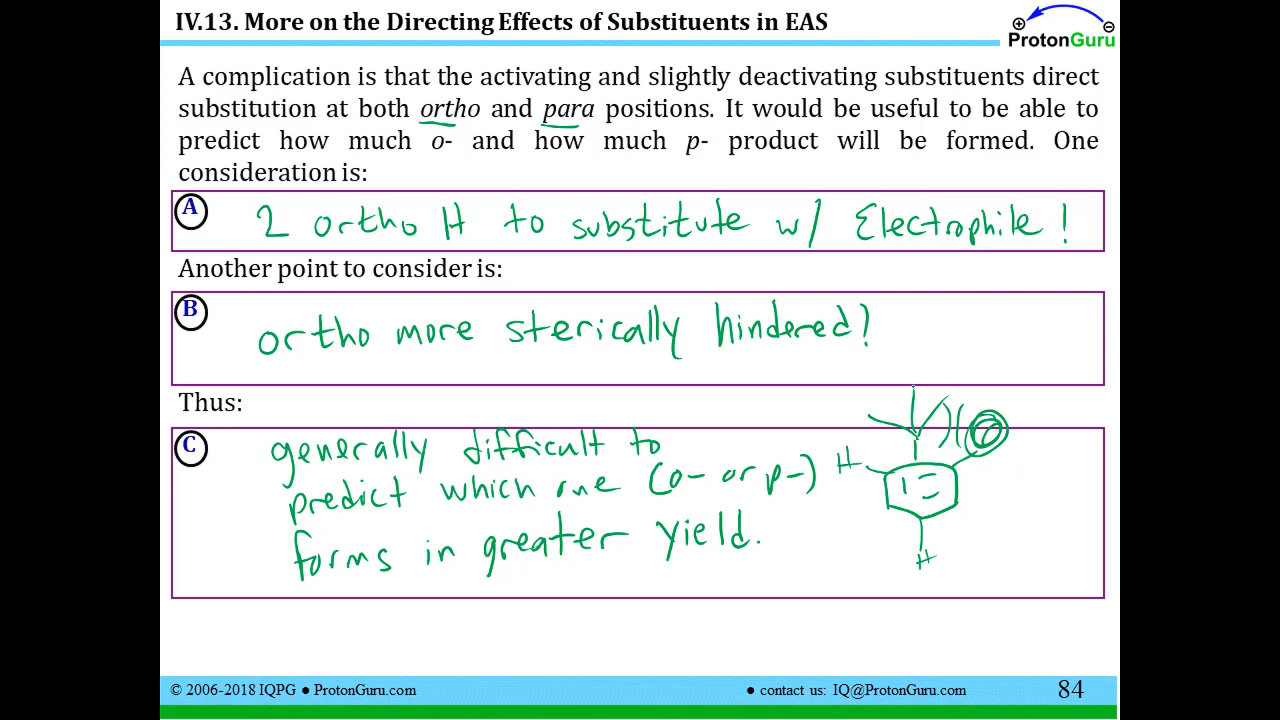 IV.13. More on the Directing Effects of Substituents in EAS
ProtonGuru
A complication is that the activating and slightly deactivating substituents direct
substitution at both ortho and para positions. It would be useful to be able to
predict how much o- and how much p- product will be formed. One
consideration is:
A
2 ortho H to substitute w/ Electrophile !
Another point to consider is:
B
ortho more sterically hindered!
Thus:
C
generally difficult to
predict which one (o- or p-)
forms in greater yield.
H
H
© 2006-2018 IQPG ● ProtonGuru.com
● contact us: IQ@ProtonGuru.com
84